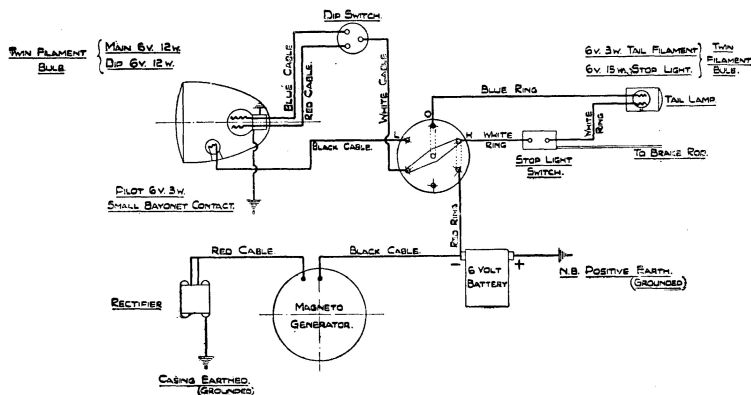 DIP SWITCH.
TWIN FILAMENT
BULB.
MAIN 6V. 12W.
DIP 6V. 12W.
BLUE CABLE
RED CABLE.
WHITE CABLE
6V. 3W. TAIL FILAMENT
6V. 15W. STOP LIGHT.
TWIN
FILAMENT
BULB.
BLUE RING
TAIL LAMP
O
L
H
WHITE
RING
WHITE
RING
STOP LIGHT
SWITCH.
TO BRAKE ROD.
BLACK CABLE.
PILOT 6V. 3W.
SMALL BAYONET CONTACT.
RED RING
RED CABLE
BLACK CABLE.
- +
6 VOLT
BATTERY
N.B. POSITIVE EARTH.
(GROUNDED)
RECTIFIER
MAGNETO
GENERATOR.
CASING EARTHED.
(GROUNDED)